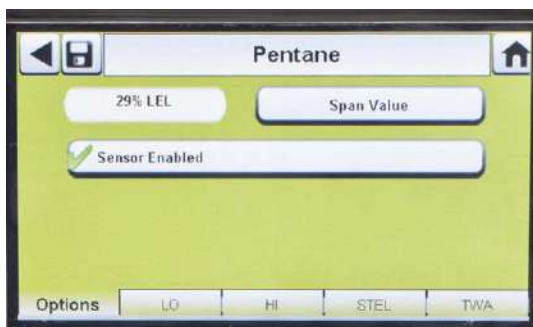 Pentane
29% LEL
Span Value
Sensor Enabled
Options
LO
HI
STEL
TWA